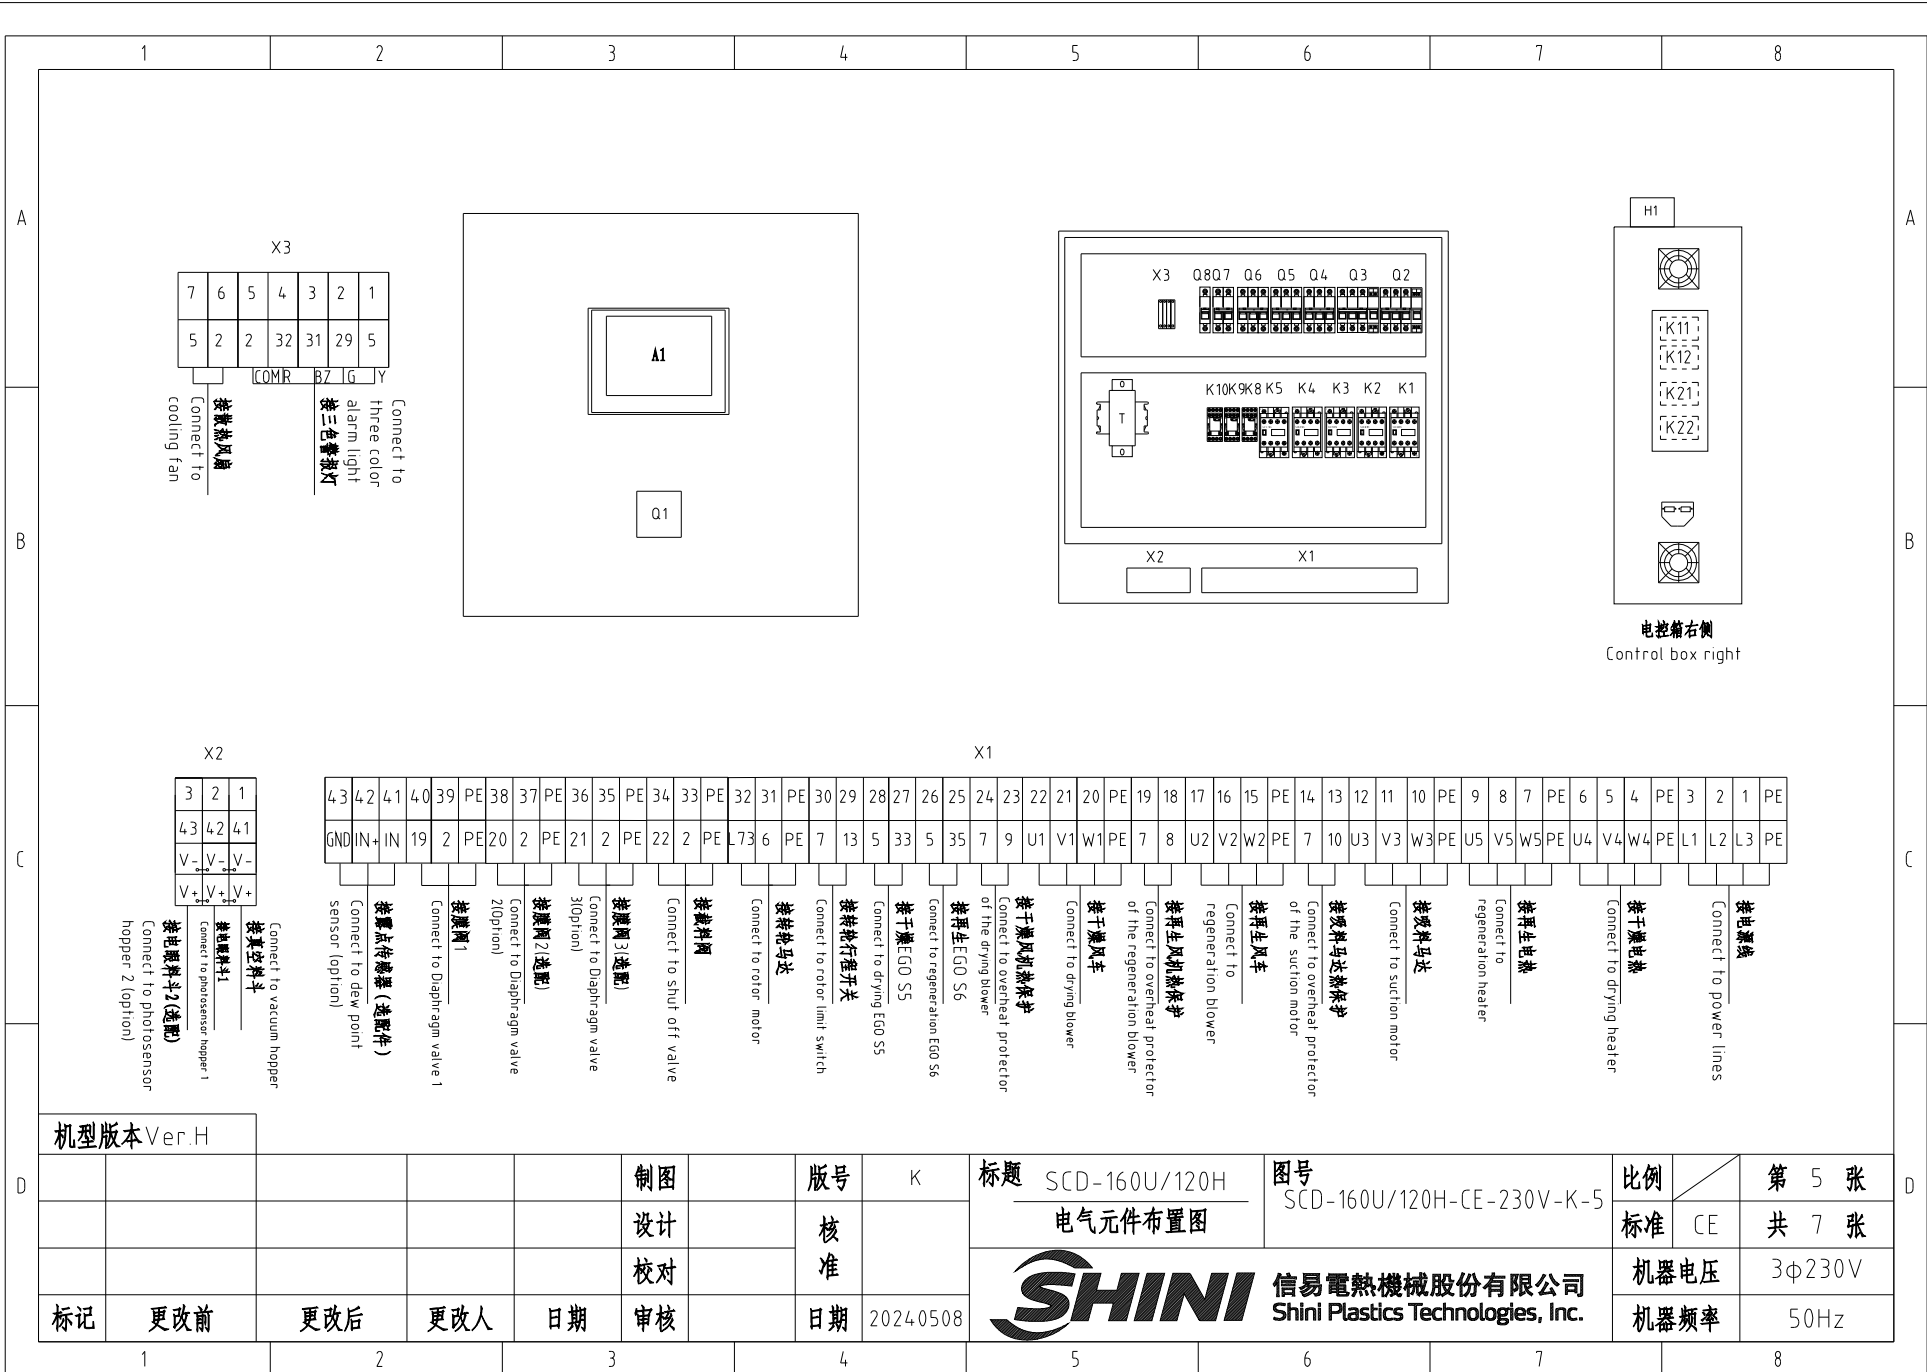 1 2 3 4 5 6 7 8
A
A
H1
X3
7 6 5 4 3 2 1
5 2 2 32 31 29 5
COM R BZ G Y
接散热风扇
Connect to
cooling fan
接三色警报灯
Connect to
three color
alarm light
A1
Q1
X3 Q8 Q7 Q6 Q5 Q4 Q3 Q2
T
K10 K9 K8 K5 K4 K3 K2 K1
X2 X1
K11
K12
K21
K22
电控箱右侧
Control box right
B
B
X2
3 2 1
43 42 41
V- V- V-
V+ V+ V+
接电眼料斗2(选配)
Connect to photosensor
hopper 2 (option)
接电眼料斗1
Connect to photosensor hopper 1
接真空料斗
Connect to vacuum hopper
X1
43 42 41 40 39 PE 38 37 PE 36 35 PE 34 33 PE 32 31 PE 30 29 28 27 26 25 24 23 22 21 20 PE 19 18 17 16 15 PE 14 13 12 11 10 PE 9 8 7 PE 6 5 4 PE 3 2 1 PE
GND IN+ IN 19 2 PE 20 2 PE 21 2 PE 22 2 PE L73 6 PE 7 13 5 33 5 35 7 9 U1 V1 W1 PE 7 8 U2 V2 W2 PE 7 10 U3 V3 W3 PE U5 V5 W5 PE U4 V4 W4 PE L1 L2 L3 PE
接露点传感器(选配件)
Connect to dew point
sensor (option)
接膜阀1
Connect to Diaphragm valve 1
接膜阀2(选配)
Connect to Diaphragm valve
2(Option)
接膜阀3(选配)
Connect to Diaphragm valve
3(Option)
接截料阀
Connect to shut off valve
接转轮马达
Connect to rotor motor
接转轮行程开关
Connect to rotor limit switch
接干燥EGO S5
Connect to drying EGO S5
接再生EGO S6
Connect to regeneration EGO S6
接干燥风机热保护
Connect to overheat protector
of the drying blower
接干燥风车
Connect to drying blower
接再生风机热保护
Connect to overheat protector
of the regeneration blower
接再生风车
Connect to
regeneration blower
接吸料马达热保护
Connect to overheat protector
of the suction motor
接吸料马达
Connect to suction motor
接再生电热
Connect to
regeneration heater
接干燥电热
Connect to drying heater
接电源线
Connect to power lines
C
C
机型版本Ver.H
D
D
制图 版号 K
设计 核准
校对
标记 更改前 更改后 更改人 日期 审核 日期 20240508
标题 SCD-160U/120H
电气元件布置图
图号
SCD-160U/120H-CE-230V-K-5
比例 第 5 张
标准 CE 共 7 张
机器电压 3φ230V
机器频率 50Hz
SHINI
信易電熱機械股份有限公司
Shini Plastics Technologies, Inc.
1 2 3 4 5 6 7 8